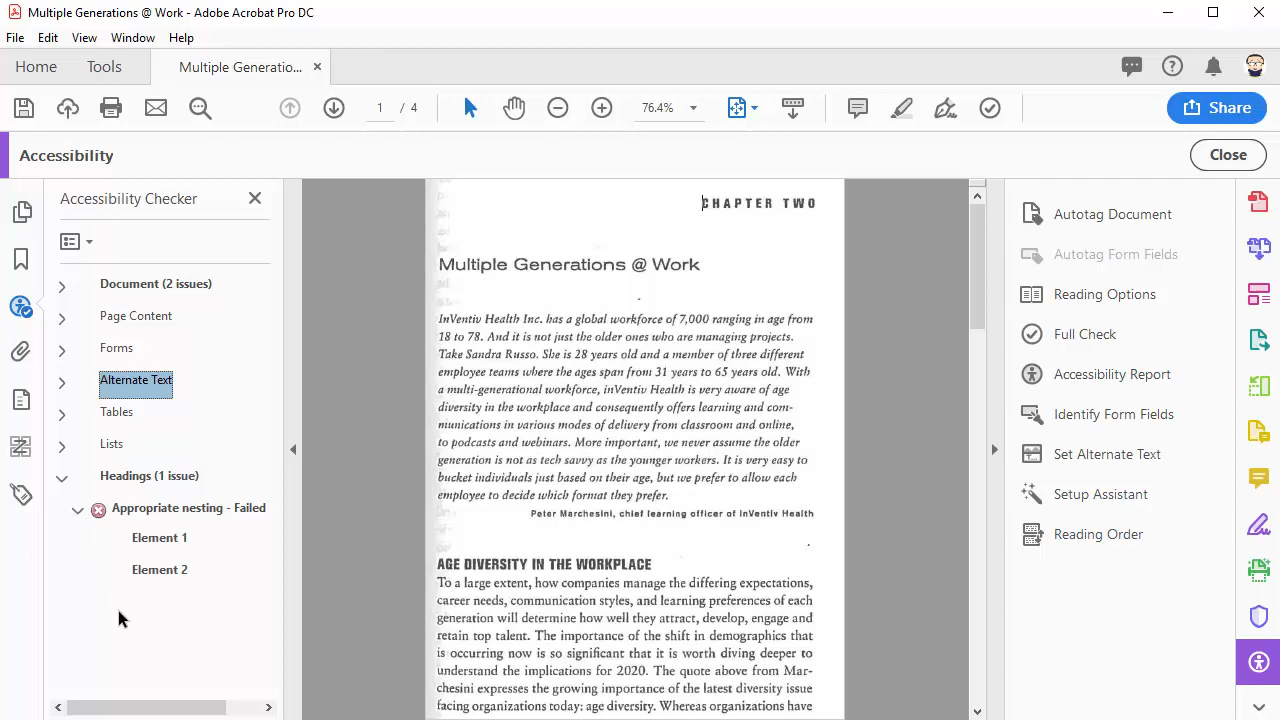 Multiple Generations @ Work - Adobe Acrobat Pro DC
File Edit View Window Help
Home Tools Multiple Generatio... ×
1 / 4 76.4% Share
Accessibility Close
Accessibility Checker
Document (2 issues)
Page Content
Forms
Alternate Text
Tables
Lists
Headings (1 issue)
Appropriate nesting - Failed
Element 1
Element 2
CHAPTER TWO
Multiple Generations @ Work
InVentiv Health Inc. has a global workforce of 7,000 ranging in age from
18 to 78. And it is not just the older ones who are managing projects.
Take Sandra Russo. She is 28 years old and a member of three different
employee teams where the ages span from 31 years to 65 years old. With
a multi-generational workforce, inVentiv Health is very aware of age
diversity in the workplace and consequently offers learning and com-
munications in various modes of delivery from classroom and online,
to podcasts and webinars. More important, we never assume the older
generation is not as tech savvy as the younger workers. It is very easy to
bucket individuals just based on their age, but we prefer to allow each
employee to decide which format they prefer.
Peter Marchesini, chief learning officer of inVentiv Health
AGE DIVERSITY IN THE WORKPLACE
To a large extent, how companies manage the differing expectations,
career needs, communication styles, and learning preferences of each
generation will determine how well they attract, develop, engage and
retain top talent. The importance of the shift in demographics that
is occurring now is so significant that it is worth diving deeper to
understand the implications for 2020. The quote above from Mar-
chesini expresses the growing importance of the latest diversity issue
facing organizations today: age diversity. Whereas organizations have
Autotag Document
Autotag Form Fields
Reading Options
Full Check
Accessibility Report
Identify Form Fields
Set Alternate Text
Setup Assistant
Reading Order